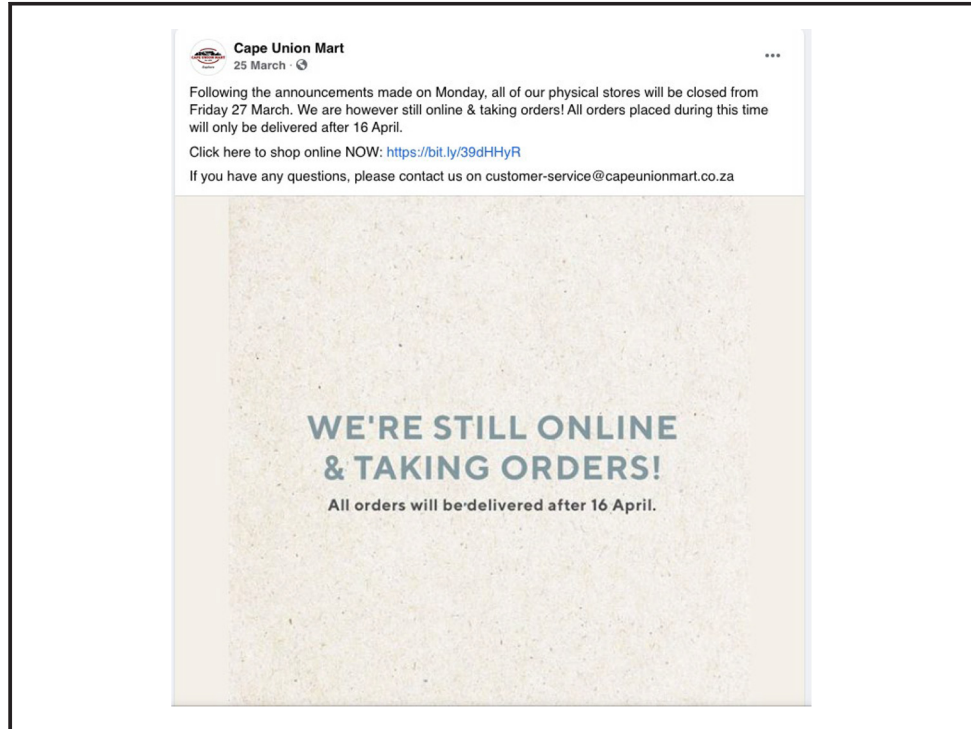 Cape Union Mart
25 March ·
Following the announcements made on Monday, all of our physical stores will be closed from
Friday 27 March. We are however still online & taking orders! All orders placed during this time
will only be delivered after 16 April.
Click here to shop online NOW: https://bit.ly/39dHHyR
If you have any questions, please contact us on customer-service@capeunionmart.co.za
WE'RE STILL ONLINE
& TAKING ORDERS!
All orders will be delivered after 16 April.